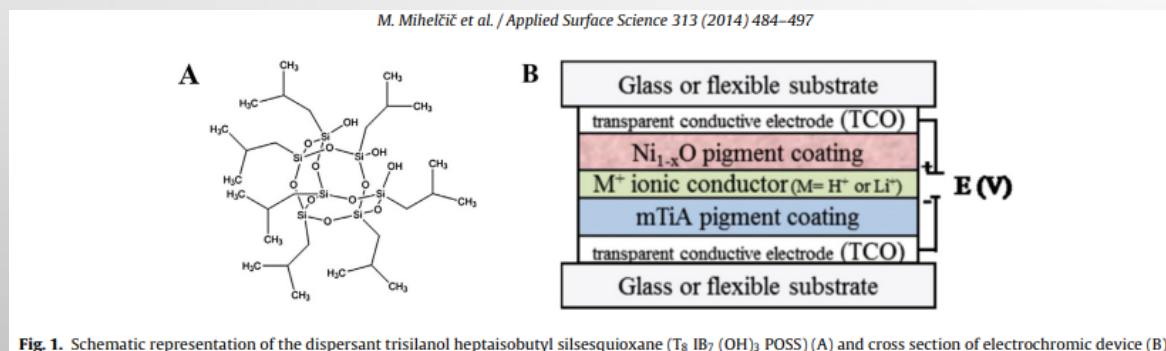 M. Mihelčič et al. / Applied Surface Science 313 (2014) 484–497
A
CH₃
CH₃
H₃C
CH₃
OH
H₃C
Si
O
O
Si
Si
OH
O
OH
CH₃
H₃C
O
O
H₃C
Si
Si
O
O
CH₃
Si
O
Si
O
CH₃
H₃C
H₃C
CH₃
CH₃
B
Glass or flexible substrate
transparent conductive electrode (TCO)
Ni₁₋ₓO pigment coating
M⁺ ionic conductor (M= H⁺ or Li⁺)
mTiA pigment coating
transparent conductive electrode (TCO)
Glass or flexible substrate
+
E (V)
-
Fig. 1. Schematic representation of the dispersant trisilanol heptaisobutyl silsesquioxane (T₈ IB₇ (OH)₃ POSS) (A) and cross section of electrochromic device (B)